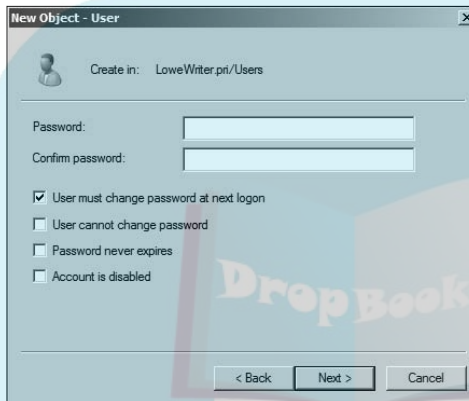 New Object - User
Create in: LoweWriter.pri/Users
Password:
Confirm password:
User must change password at next logon
User cannot change password
Password never expires
Account is disabled
DropBook
< Back Next > Cancel